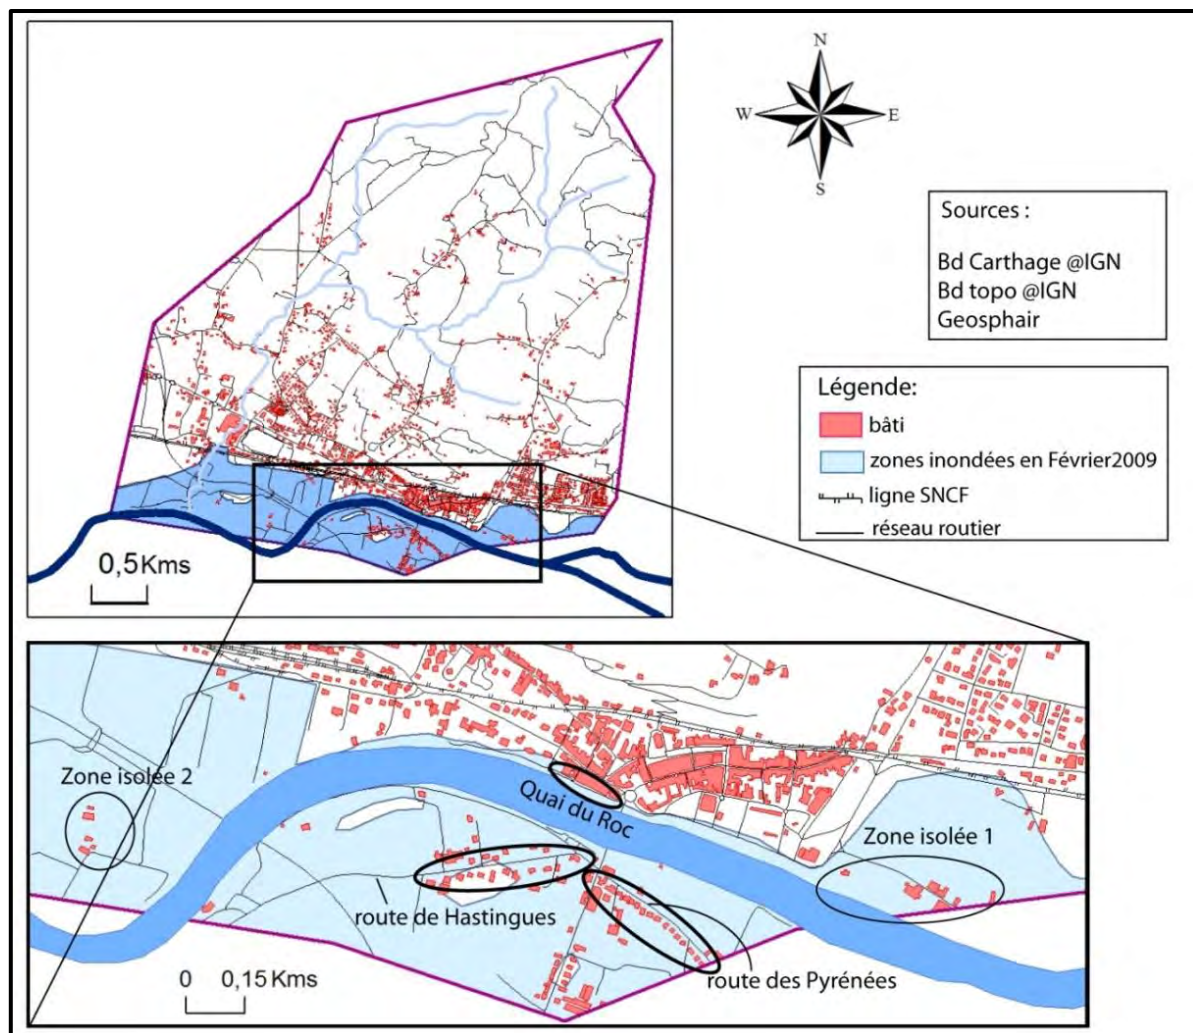 N
W
E
S
Sources :
Bd Carthage @IGN
Bd topo @IGN
Geosphair
Légende:
bâti
zones inondées en Février2009
ligne SNCF
réseau routier
0,5 Kms
Zone isolée 2
Quai du Roc
Zone isolée 1
route de Hastingues
route des Pyrénées
0 0,15 Kms